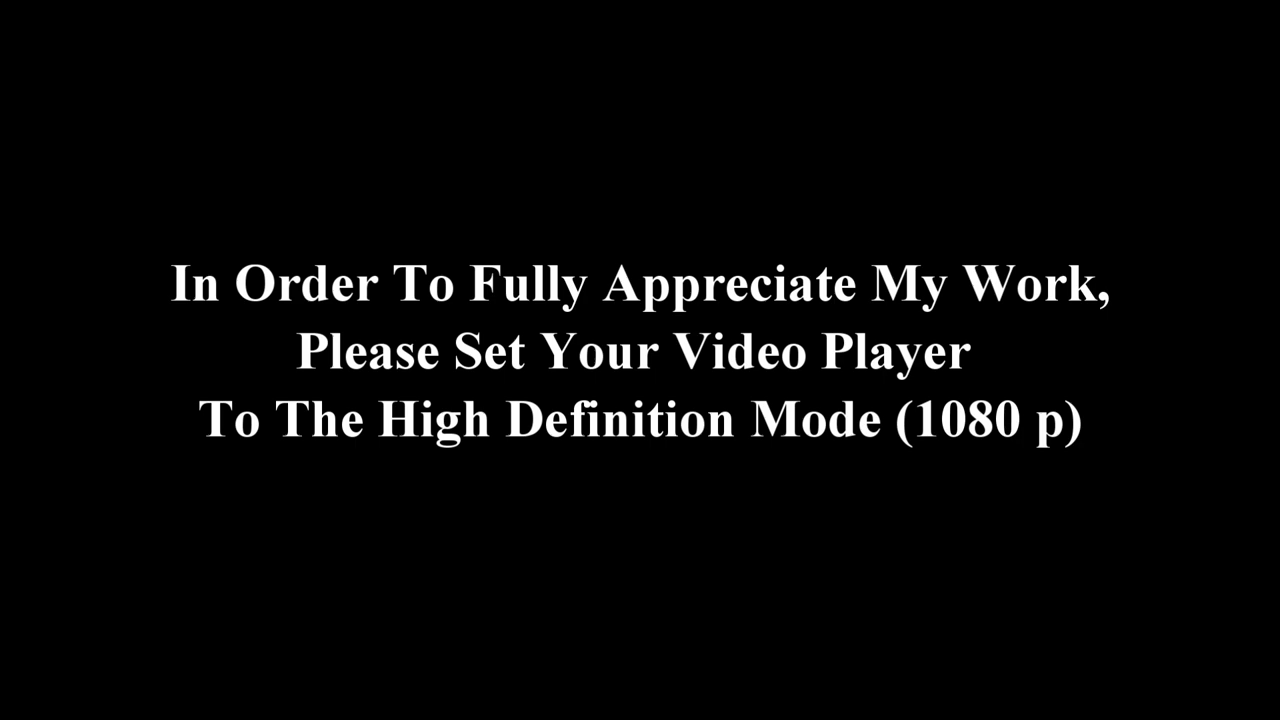 In Order To Fully Appreciate My Work,
Please Set Your Video Player
To The High Definition Mode (1080 p)